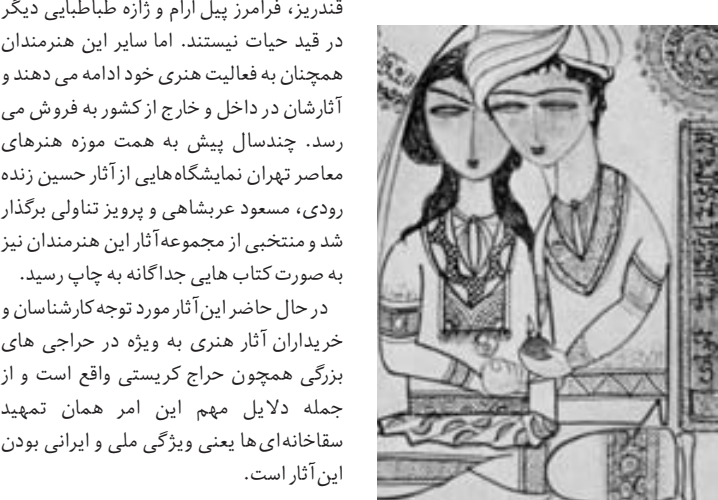 قندریز، فرامرز پیل آرام و ژازه طباطبایی دیگر
در قید حیات نیستند. اما سایر این هنرمندان
همچنان به فعالیت هنری خود ادامه می دهند و
آثارشان در داخل و خارج از کشور به فروش می
رسد. چندسال پیش به همت موزه هنرهای
معاصر تهران نمایشگاه‌هایی از آثار حسین زنده
رودی، مسعود عربشاهی و پرویز تناولی برگذار
شد و منتخبی از مجموعه آثار این هنرمندان نیز
به صورت کتاب هایی جداگانه به چاپ رسید.
در حال حاضر این آثار مورد توجه کارشناسان و
خریداران آثار هنری به ویژه در حراجی های
بزرگی همچون حراج کریستی واقع است و از
جمله دلایل مهم این امر همان تمهید
سقاخانه‌ای‌ها یعنی ویژگی ملی و ایرانی بودن
این آثار است.